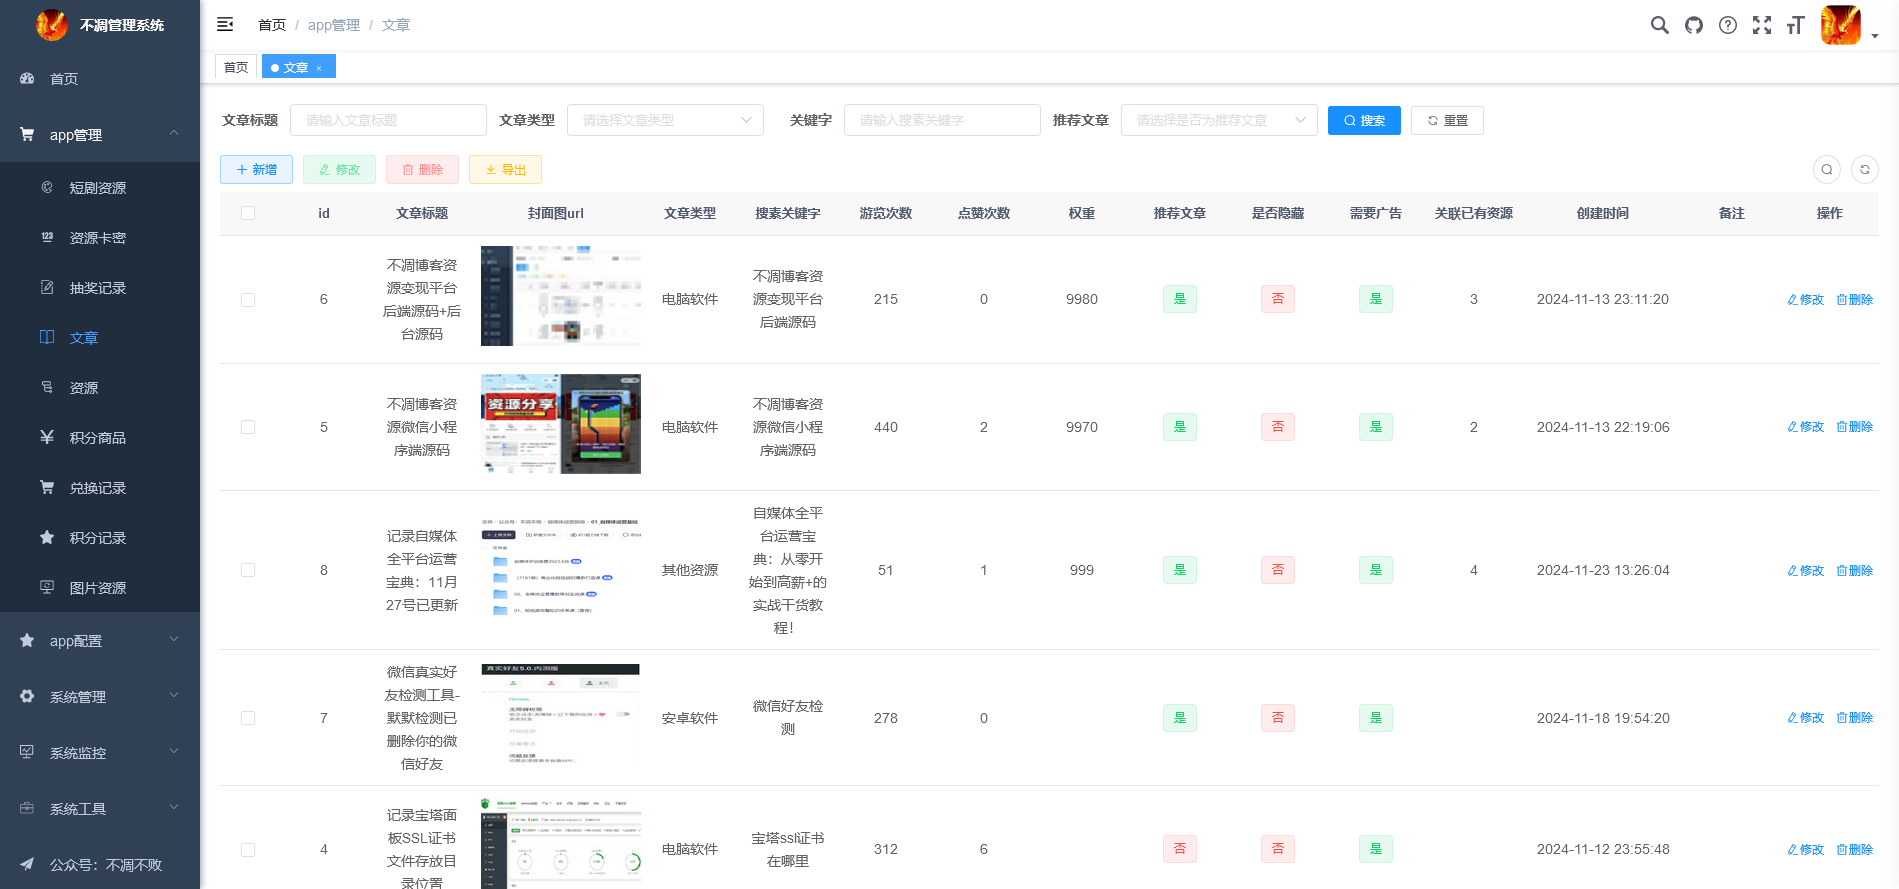 不凋管理系统
首页
app管理
短剧资源
资源卡密
抽奖记录
文章
资源
积分商品
兑换记录
积分记录
图片资源
app配置
系统管理
系统监控
系统工具
公众号：不凋不败
首页 / app管理 / 文章
首页 文章 ×
文章标题 请输入文章标题 文章类型 请选择文章类型 关键字 请输入搜素关键字 推荐文章 请选择是否为推荐文章 搜索 重置
新增 修改 删除 导出
id 文章标题 封面图url 文章类型 搜素关键字 游览次数 点赞次数 权重 推荐文章 是否隐藏 需要广告 关联已有资源 创建时间 备注 操作
6
不凋博客资
源变现平台
后端源码+后
台源码
电脑软件
不凋博客资
源变现平台
后端源码
215 0 9980 是 否 是 3 2024-11-13 23:11:20 修改 删除
5
不凋博客资
源微信小程
序端源码
资源分享
电脑软件
不凋博客资
源微信小程
序端源码
440 2 9970 是 否 是 2 2024-11-13 22:19:06 修改 删除
8
记录自媒体
全平台运营
宝典：11月
27号已更新
其他资源
自媒体全平
台运营宝
典：从零开
始到高薪+的
实战干货教
程！
51 1 999 是 否 是 4 2024-11-23 13:26:04 修改 删除
7
微信真实好
友检测工具-
默默检测已
删除你的微
信好友
真实好友5.0.内测版
无障碍权限
问题反馈
安卓软件
微信好友检
测
278 0 是 否 是 2024-11-18 19:54:20 修改 删除
4
记录宝塔面
板SSL证书
文件存放目
录位置
电脑软件
宝塔ssl证书
在哪里
312 6 否 否 是 2024-11-12 23:55:48 修改 删除